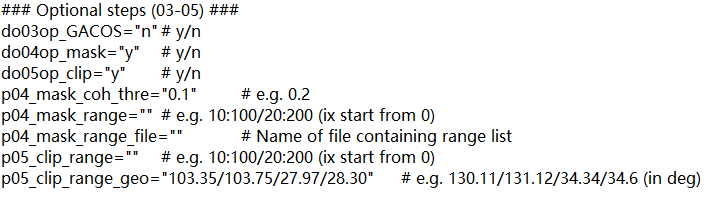 ### Optional steps (03-05) ###
do03op_GACOS="n" # y/n
do04op_mask="y" # y/n
do05op_clip="y" # y/n
p04_mask_coh_thre="0.1" # e.g. 0.2
p04_mask_range="" # e.g. 10:100/20:200 (ix start from 0)
p04_mask_range_file="" # Name of file containing range list
p05_clip_range="" # e.g. 10:100/20:200 (ix start from 0)
p05_clip_range_geo="103.35/103.75/27.97/28.30" # e.g. 130.11/131.12/34.34/34.6 (in deg)